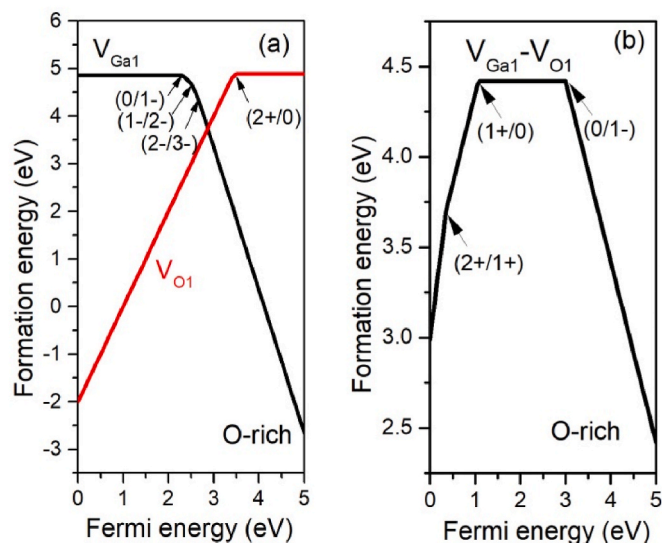 (a)
V_Ga1
(0/1-)
(1-/2-)
(2-/3-)
(2+/0)
V_O1
O-rich
6
5
4
3
2
1
0
-1
-2
-3
Formation energy (eV)
0 1 2 3 4 5
Fermi energy (eV)
(b)
V_Ga1-V_O1
(1+/0)
(0/1-)
(2+/1+)
O-rich
4.5
4.0
3.5
3.0
2.5
Formation energy (eV)
0 1 2 3 4 5
Fermi energy (eV)